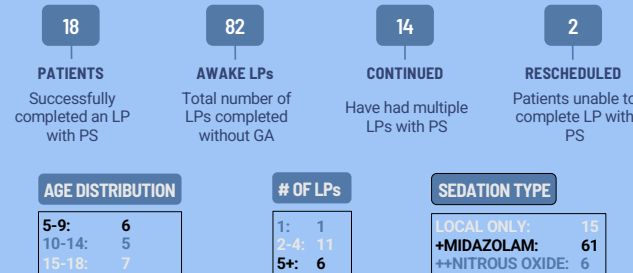 18 82 14 2
PATIENTS AWAKE LPs CONTINUED RESCHEDULED
Successfully
completed an LP
with PS
Total number of
LPs completed
without GA
Have had multiple
LPs with PS
Patients unable to
complete LP with
PS
AGE DISTRIBUTION
5-9: 6
10-14: 5
15-18: 7
# OF LPs
1: 1
2-4: 11
5+: 6
SEDATION TYPE
LOCAL ONLY: 15
+MIDAZOLAM: 61
++NITROUS OXIDE: 6